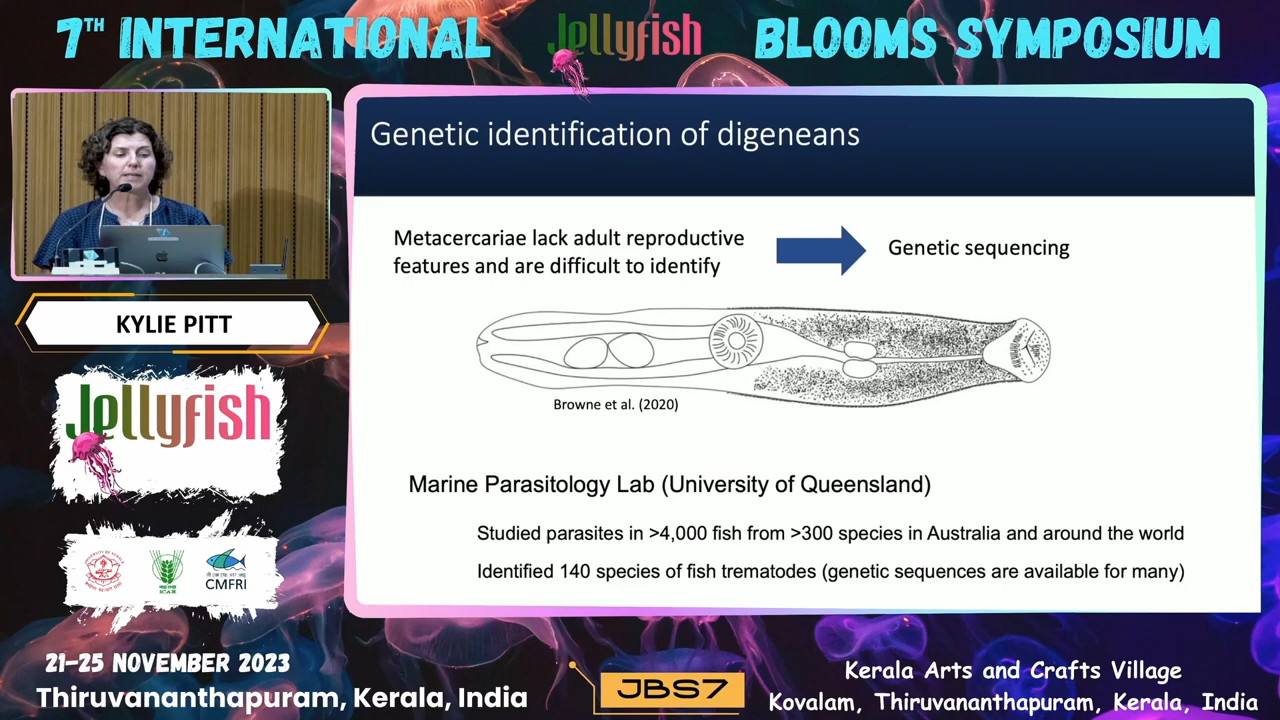 7TH INTERNATIONAL Jellyfish BLOOMS SYMPOSIUM
Genetic identification of digeneans
Metacercariae lack adult reproductive
features and are difficult to identify
Genetic sequencing
Browne et al. (2020)
Marine Parasitology Lab (University of Queensland)
Studied parasites in >4,000 fish from >300 species in Australia and around the world
Identified 140 species of fish trematodes (genetic sequences are available for many)
KYLIE PITT
Jellyfish
ICAR
CMFRI
21-25 NOVEMBER 2023
Thiruvananthapuram, Kerala, India
JBS7
Kerala Arts and Crafts Village
Kovalam, Thiruvananthapuram, Kerala, India